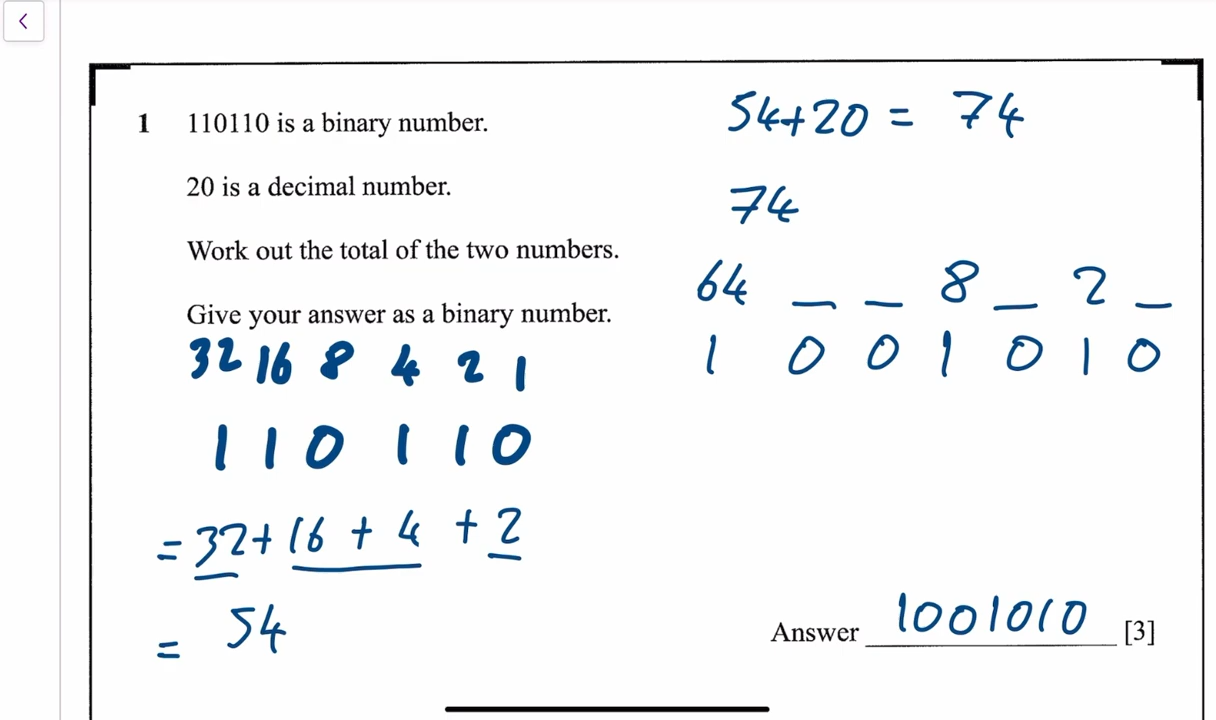 1 110110 is a binary number.
20 is a decimal number.
Work out the total of the two numbers.
Give your answer as a binary number.
32 16 8 4 2 1
1 1 0 1 1 0
= 32 + 16 + 4 + 2
= 54
54 + 20 = 74
74
64 _ _ 8 _ 2 _
1 0 0 1 0 1 0
Answer 1001010 [3]